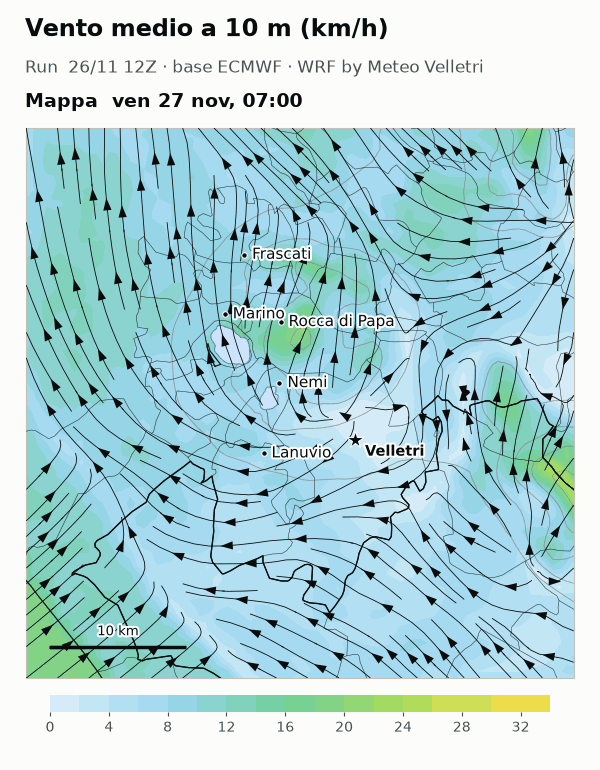 Vento medio a 10 m (km/h)
Run  26/11 12Z · base ECMWF · WRF by Meteo Velletri
Mappa  ven 27 nov, 07:00
Frascati
Marino
Rocca di Papa
Nemi
Velletri
Lanuvio
10 km
0 4 8 12 16 20 24 28 32